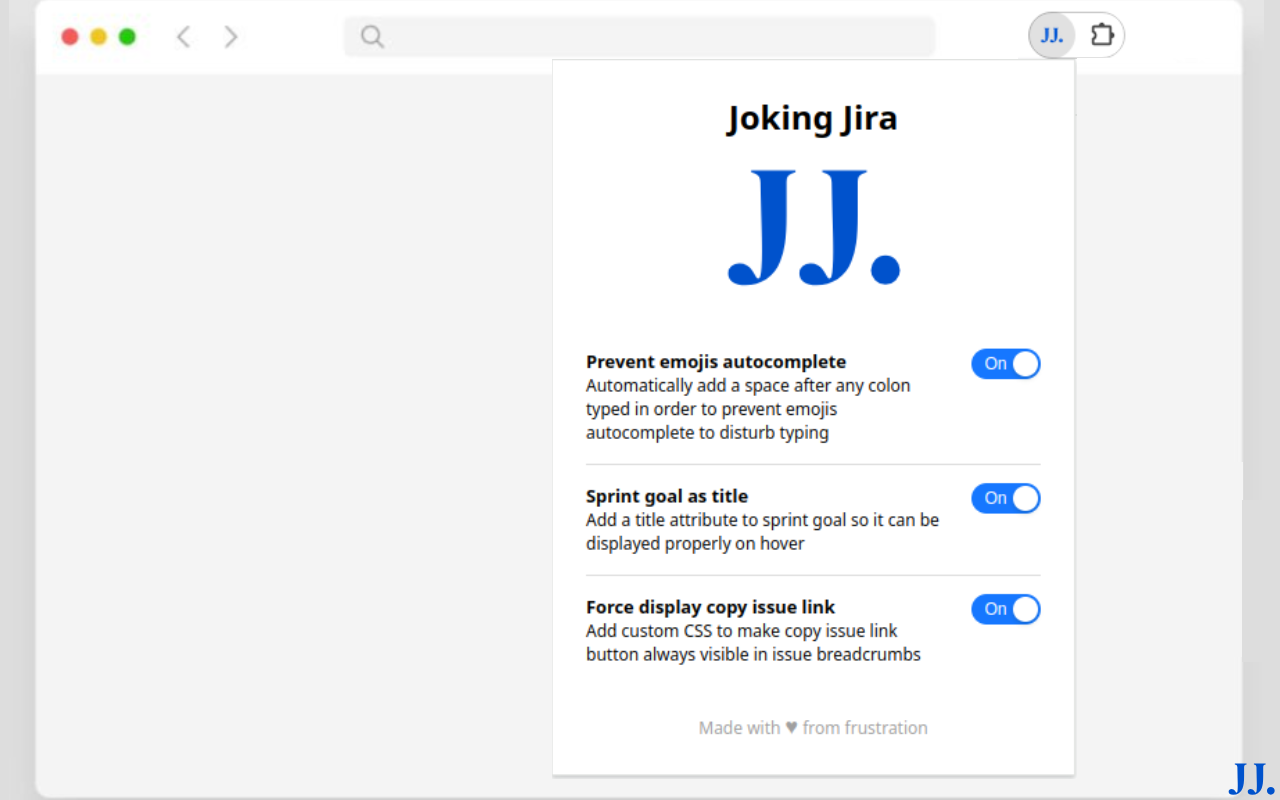 JJ.
Joking Jira
JJ.
Prevent emojis autocomplete
On
Automatically add a space after any colon
typed in order to prevent emojis
autocomplete to disturb typing
Sprint goal as title
On
Add a title attribute to sprint goal so it can be
displayed properly on hover
Force display copy issue link
On
Add custom CSS to make copy issue link
button always visible in issue breadcrumbs
Made with ♥ from frustration
JJ.